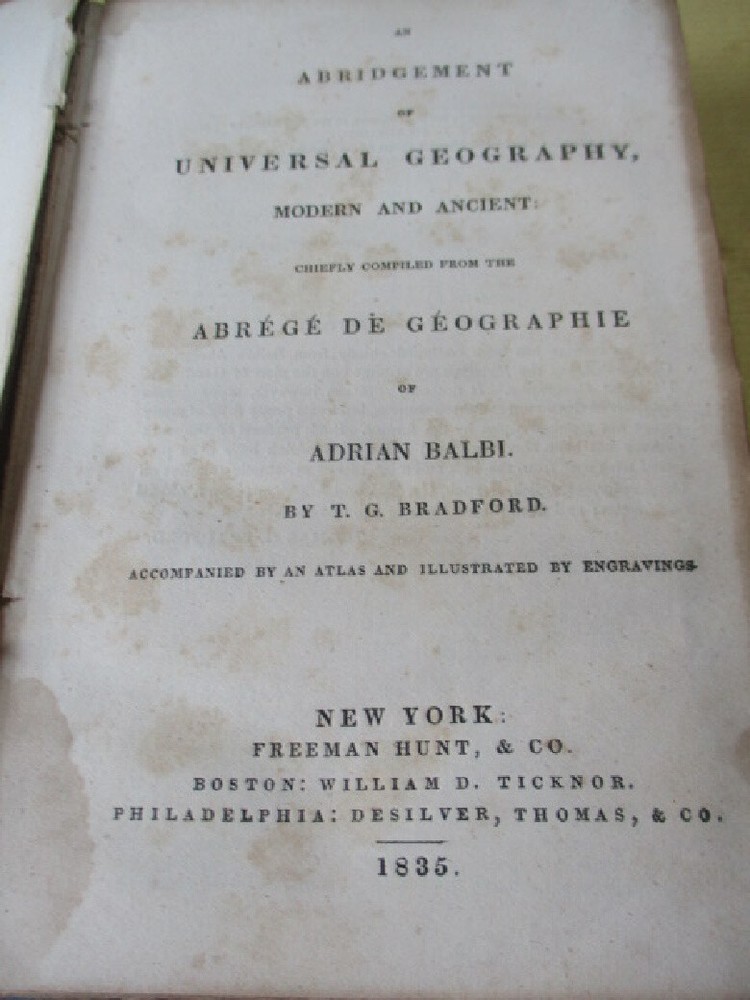 AN
ABRIDGEMENT
OF
UNIVERSAL GEOGRAPHY,
MODERN AND ANCIENT:
CHIEFLY COMPILED FROM THE
ABRÉGÉ DE GÉOGRAPHIE
OF
ADRIAN BALBI.
BY T. G. BRADFORD.
ACCOMPANIED BY AN ATLAS AND ILLUSTRATED BY ENGRAVINGS.
NEW YORK:
FREEMAN HUNT, & CO.
BOSTON: WILLIAM D. TICKNOR.
PHILADELPHIA: DESILVER, THOMAS, & CO.
1835.